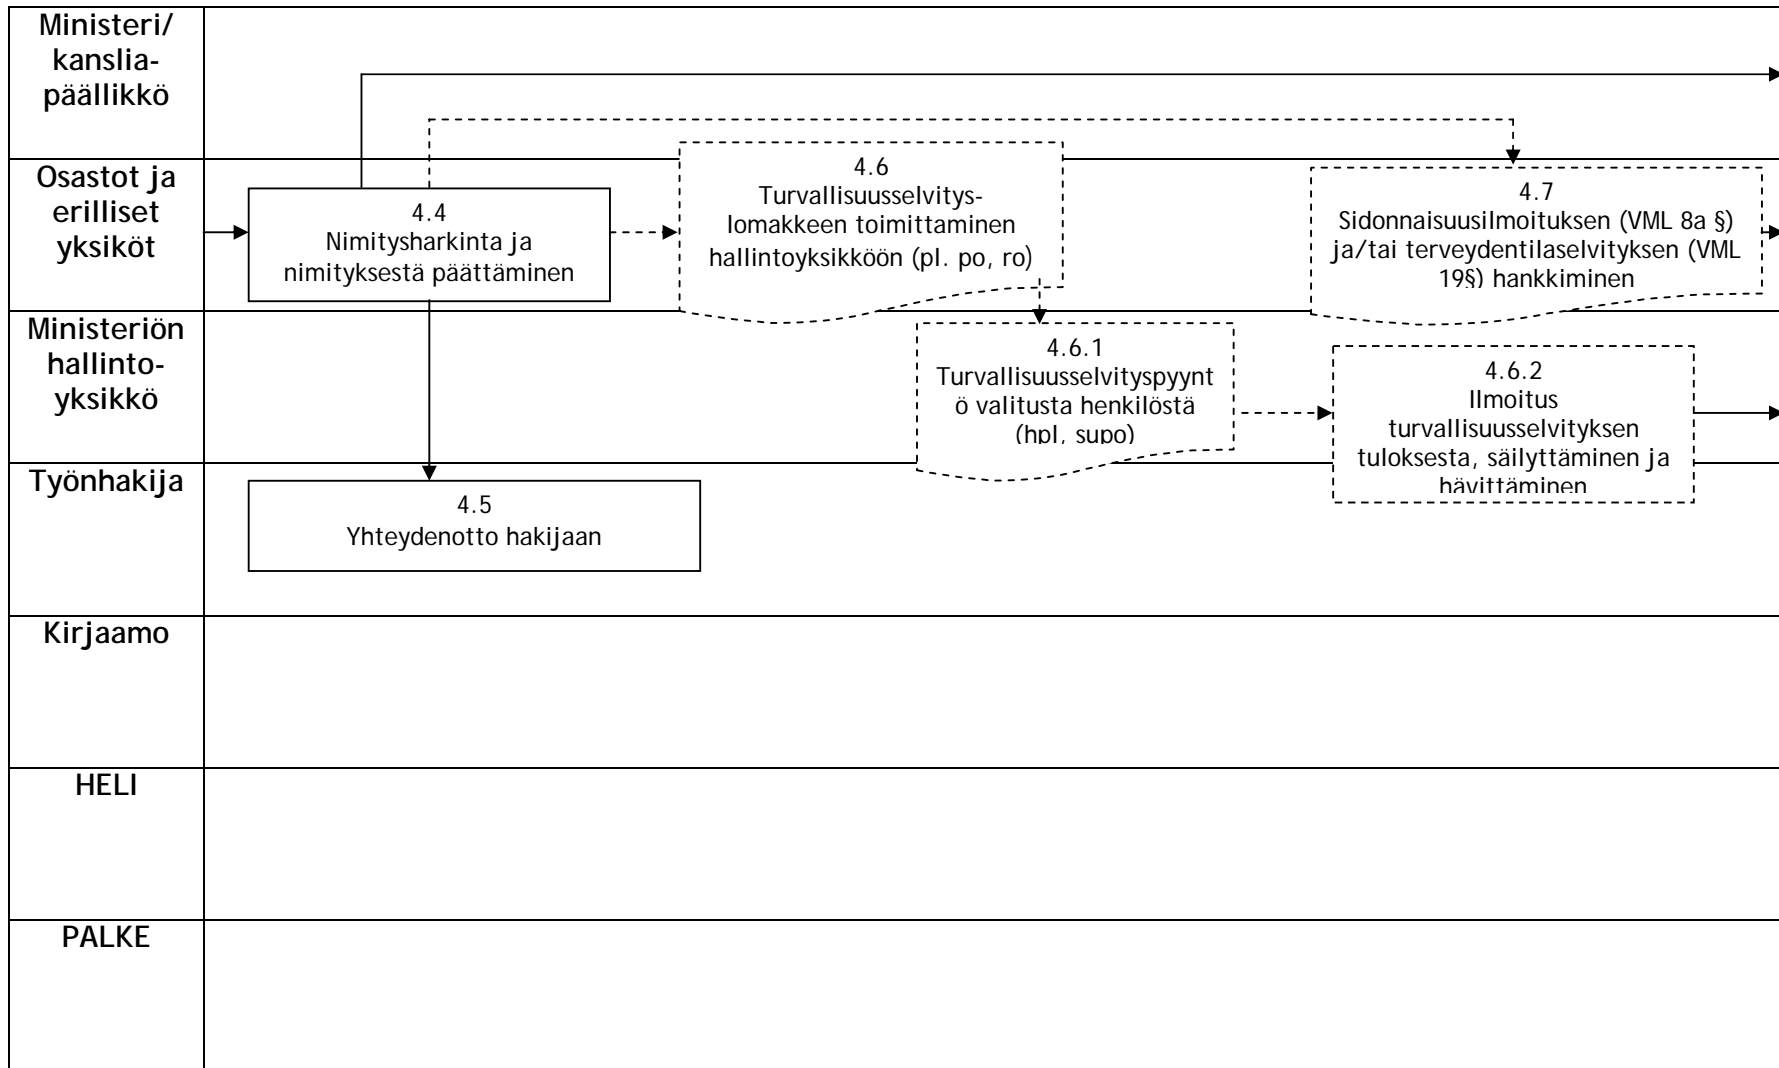 Ministeri/
kanslia-
päällikkö
Osastot ja
erilliset
yksiköt
4.4
Nimitysharkinta ja
nimityksestä päättäminen
4.6
Turvallisuusselvitys-
lomakkeen toimittaminen
hallintoyksikköön (pl. po, ro)
4.7
Sidonnaisuusilmoituksen (VML 8a §)
ja/tai terveydentilaselvityksen (VML
19§) hankkiminen
Ministeriön
hallinto-
yksikkö
4.6.1
Turvallisuusselvityspyynt
ö valitusta henkilöstä
(hpl, supo)
4.6.2
Ilmoitus
turvallisuusselvityksen
tuloksesta, säilyttäminen ja
hävittäminen
Työnhakija
4.5
Yhteydenotto hakijaan
Kirjaamo
HELI
PALKE